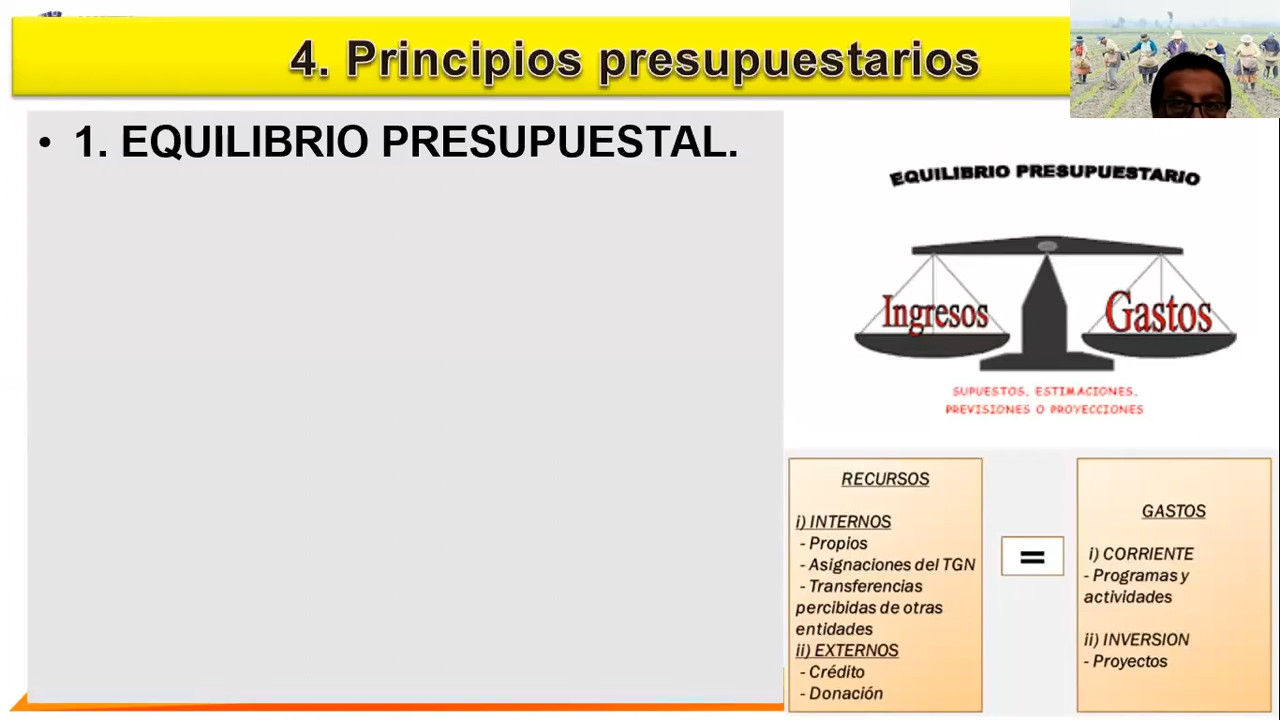 4. Principios presupuestarios
• 1. EQUILIBRIO PRESUPUESTAL.
EQUILIBRIO PRESUPUESTARIO
Ingresos
Gastos
SUPUESTOS, ESTIMACIONES,
PREVISIONES O PROYECCIONES
RECURSOS
i) INTERNOS
- Propios
- Asignaciones del TGN
- Transferencias
percibidas de otras
entidades
ii) EXTERNOS
- Crédito
- Donación
=
GASTOS
i) CORRIENTE
- Programas y
actividades
ii) INVERSION
- Proyectos